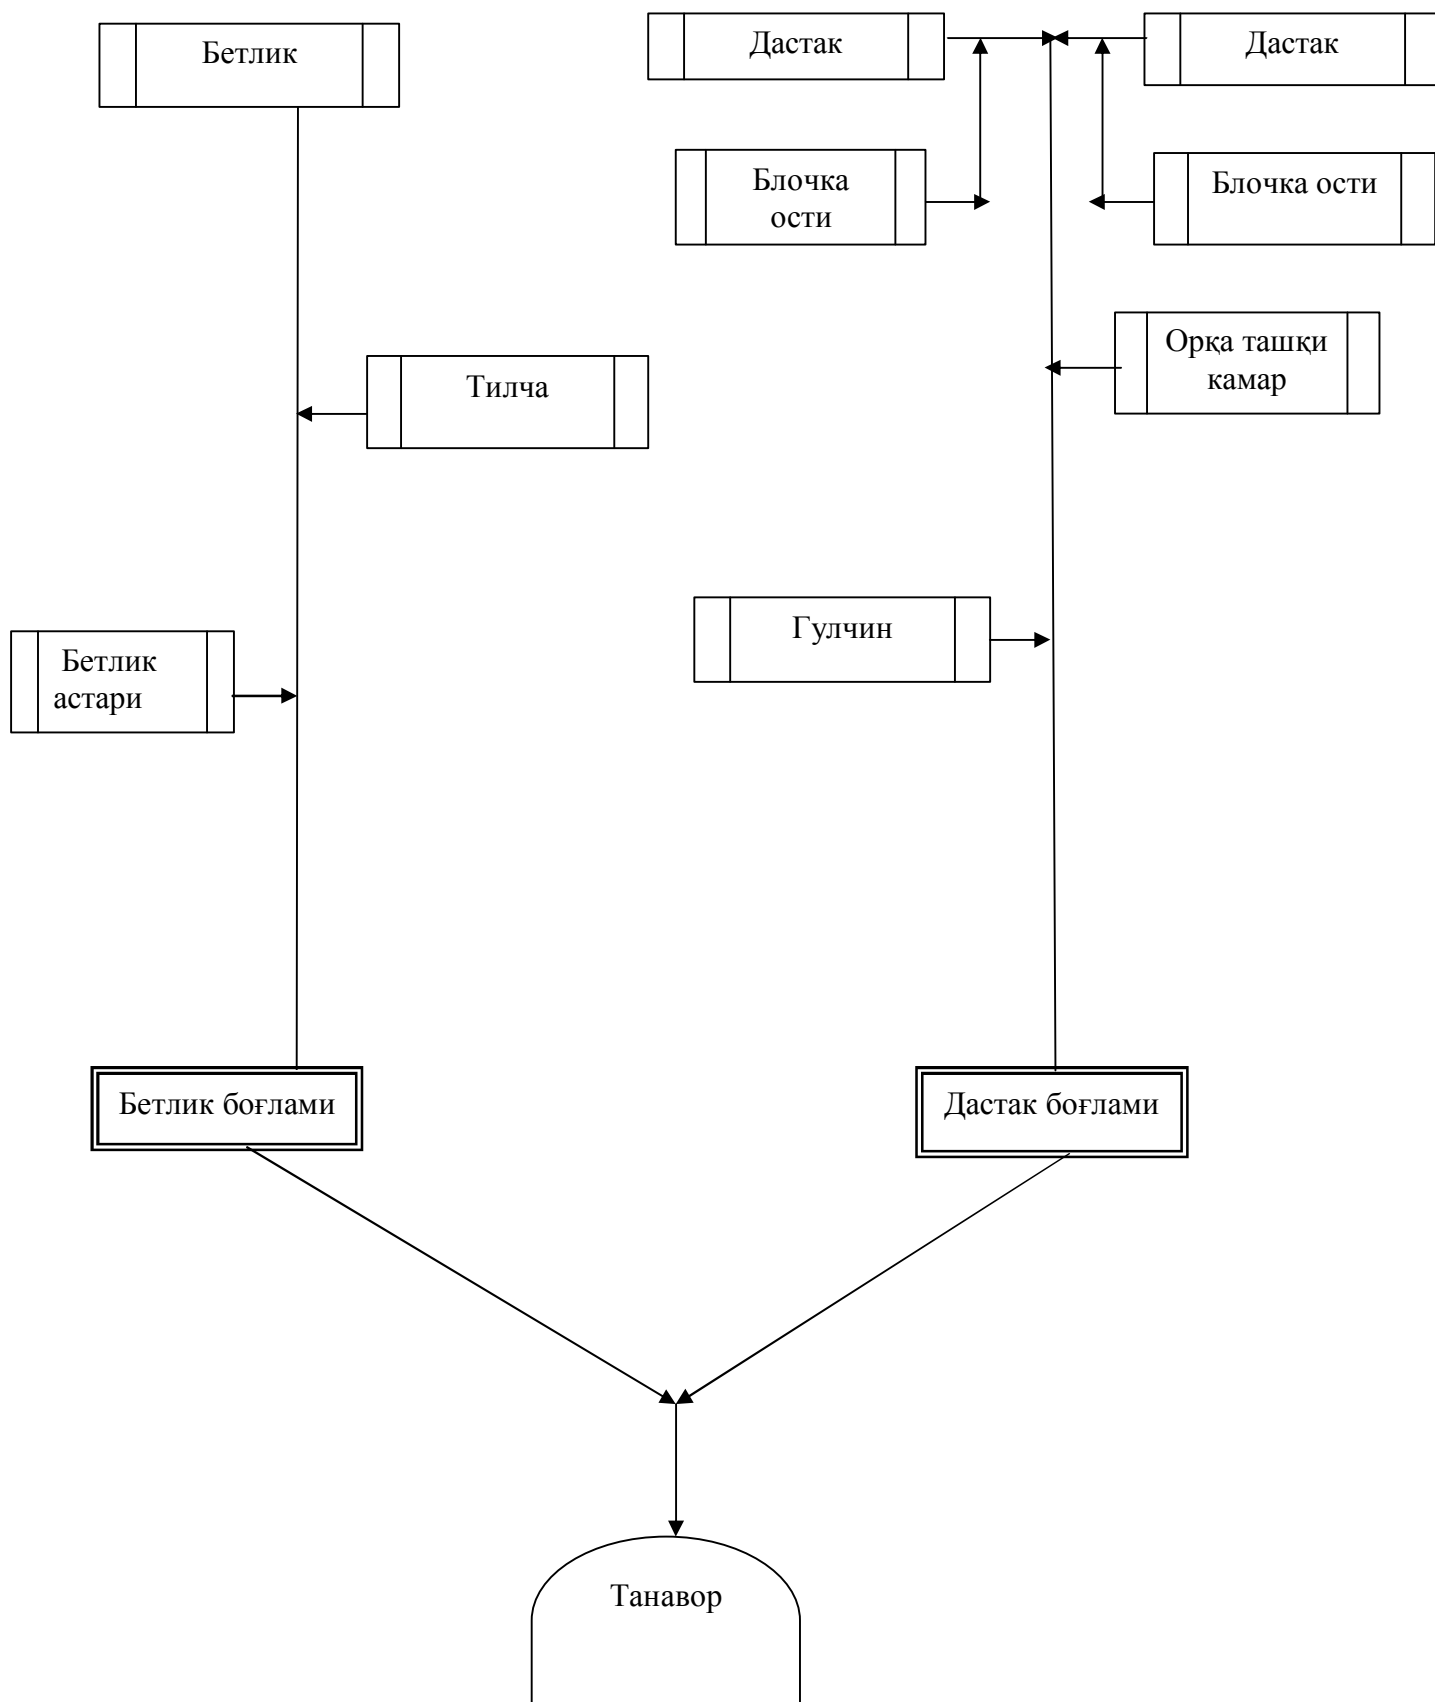 Бетлик
Дастак
Дастак
Блочка
ости
Блочка ости
Орқа ташқи
камар
Тилча
Гулчин
Бетлик
астари
Бетлик боғлами
Дастак боғлами
Танавор